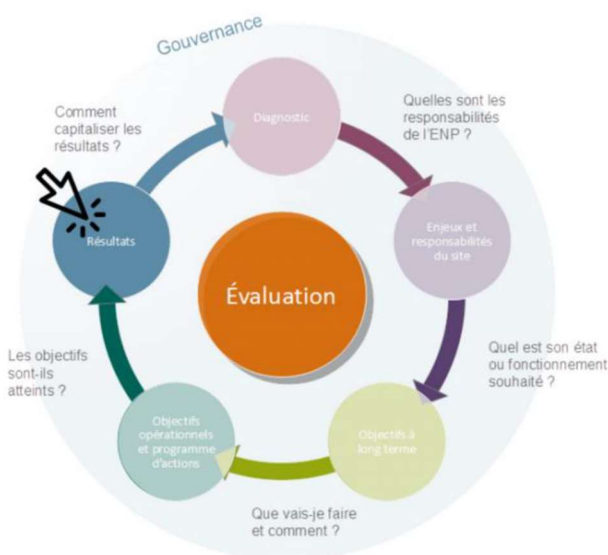 Gouvernance
Diagnostic
Quelles sont les
responsabilités
de l'ENP ?
Enjeux et
responsabilités
du site
Quel est son état
ou fonctionnement
souhaité ?
Objectifs à
long terme
Que vais-je faire
et comment ?
Objectifs
opérationnels
et programme
d'actions
Les objectifs
sont-ils
atteints ?
Résultats
Comment
capitaliser les
résultats ?
Évaluation